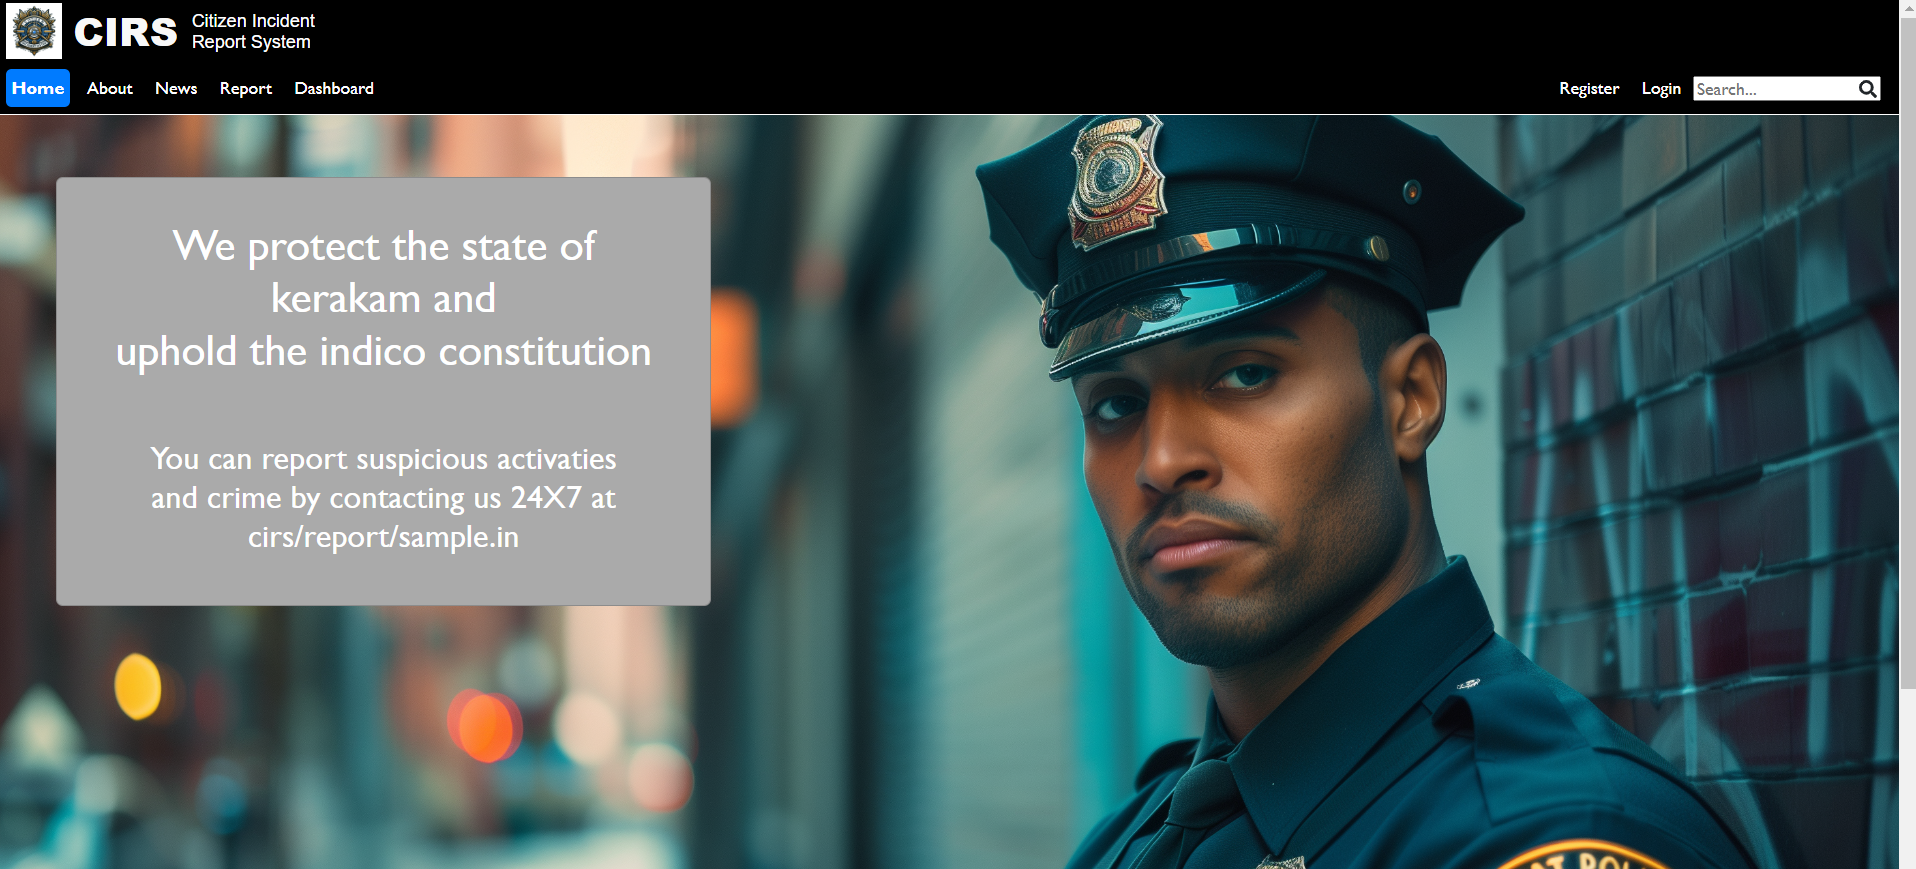 CIRS
Citizen Incident
Report System
Home About News Report Dashboard Register Login Search...
We protect the state of
kerakam and
uphold the indico constitution
You can report suspicious activaties
and crime by contacting us 24X7 at
cirs/report/sample.in